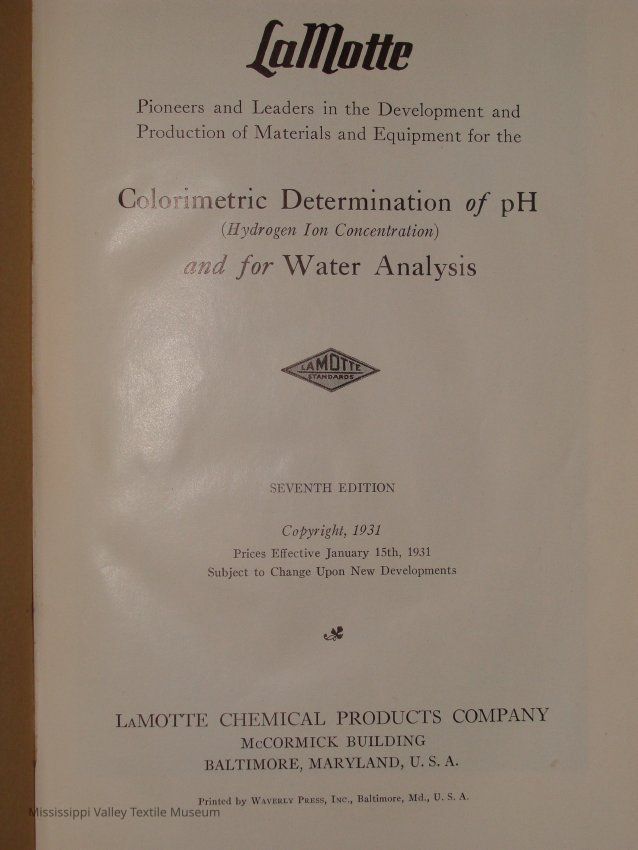 LaMotte
Pioneers and Leaders in the Development and
Production of Materials and Equipment for the
Colorimetric Determination of pH
(Hydrogen Ion Concentration)
and for Water Analysis
LAMOTTE
STANDARDS
SEVENTH EDITION
Copyright, 1931
Prices Effective January 15th, 1931
Subject to Change Upon New Developments
LAMOTTE CHEMICAL PRODUCTS COMPANY
MCCORMICK BUILDING
BALTIMORE, MARYLAND, U. S. A.
Printed by WAVERLY PRESS, INC., Baltimore, Md., U. S. A.
Mississippi Valley Textile Museum